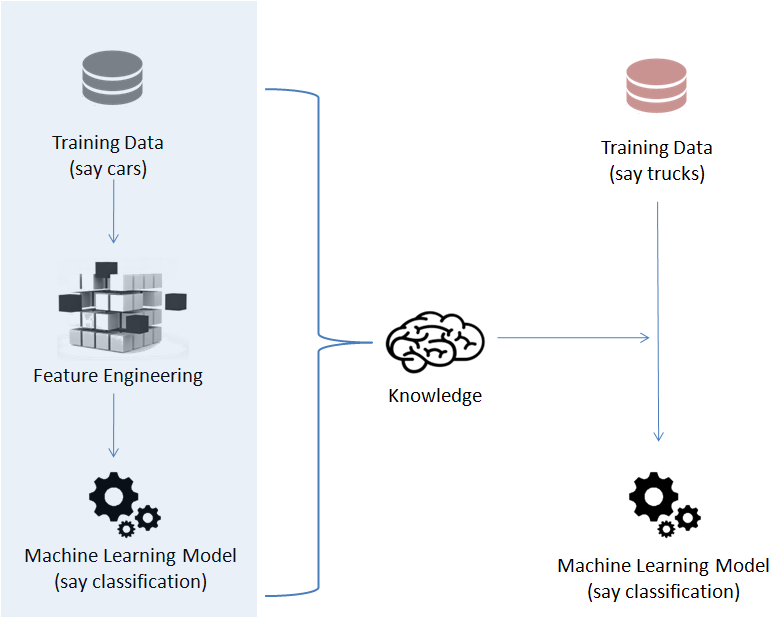 Training Data
(say cars)
Feature Engineering
Machine Learning Model
(say classification)
Knowledge
Training Data
(say trucks)
Machine Learning Model
(say classification)